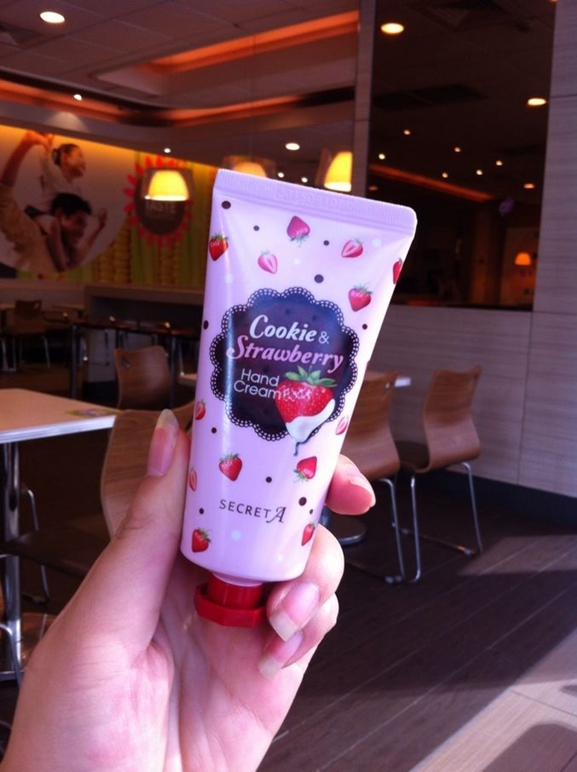 Cookie &
Strawberry
Hand
Cream
SECRET A